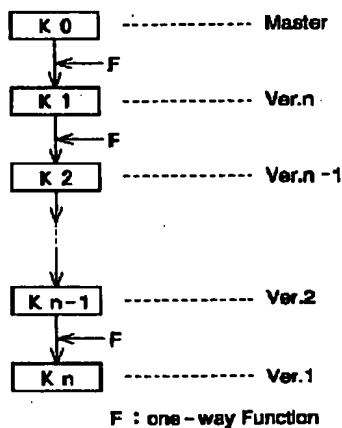 K 0 Master
F
K 1 Ver.n
F
K 2 Ver.n-1
K n-1 Ver.2
F
K n Ver.1
F : one-way Function